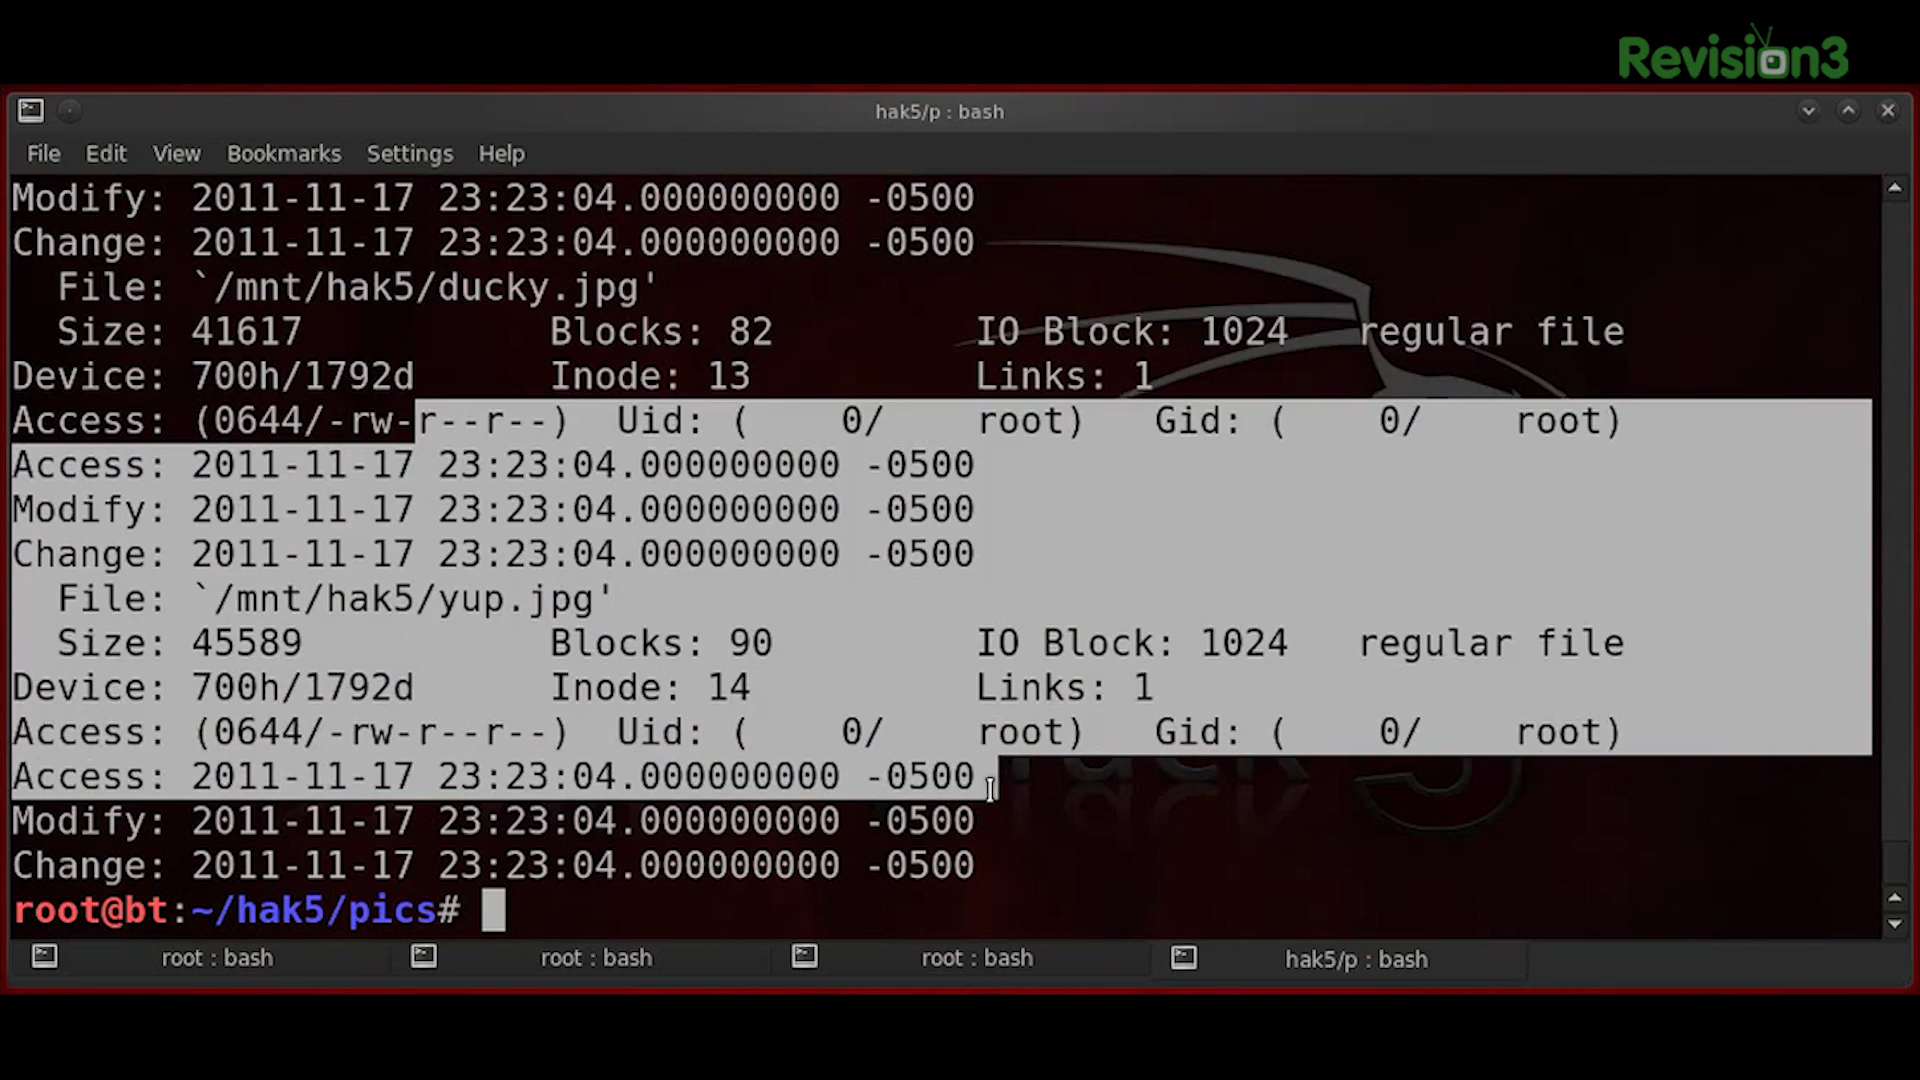 Revision3
hak5/p : bash
File Edit View Bookmarks Settings Help
Modify: 2011-11-17 23:23:04.000000000 -0500
Change: 2011-11-17 23:23:04.000000000 -0500
File: `/mnt/hak5/ducky.jpg'
Size: 41617 Blocks: 82 IO Block: 1024 regular file
Device: 700h/1792d Inode: 13 Links: 1
Access: (0644/-rw-r--r--) Uid: ( 0/ root) Gid: ( 0/ root)
Access: 2011-11-17 23:23:04.000000000 -0500
Modify: 2011-11-17 23:23:04.000000000 -0500
Change: 2011-11-17 23:23:04.000000000 -0500
File: `/mnt/hak5/yup.jpg'
Size: 45589 Blocks: 90 IO Block: 1024 regular file
Device: 700h/1792d Inode: 14 Links: 1
Access: (0644/-rw-r--r--) Uid: ( 0/ root) Gid: ( 0/ root)
Access: 2011-11-17 23:23:04.000000000 -0500
Modify: 2011-11-17 23:23:04.000000000 -0500
Change: 2011-11-17 23:23:04.000000000 -0500
root@bt:~/hak5/pics#
root : bash root : bash root : bash hak5/p : bash